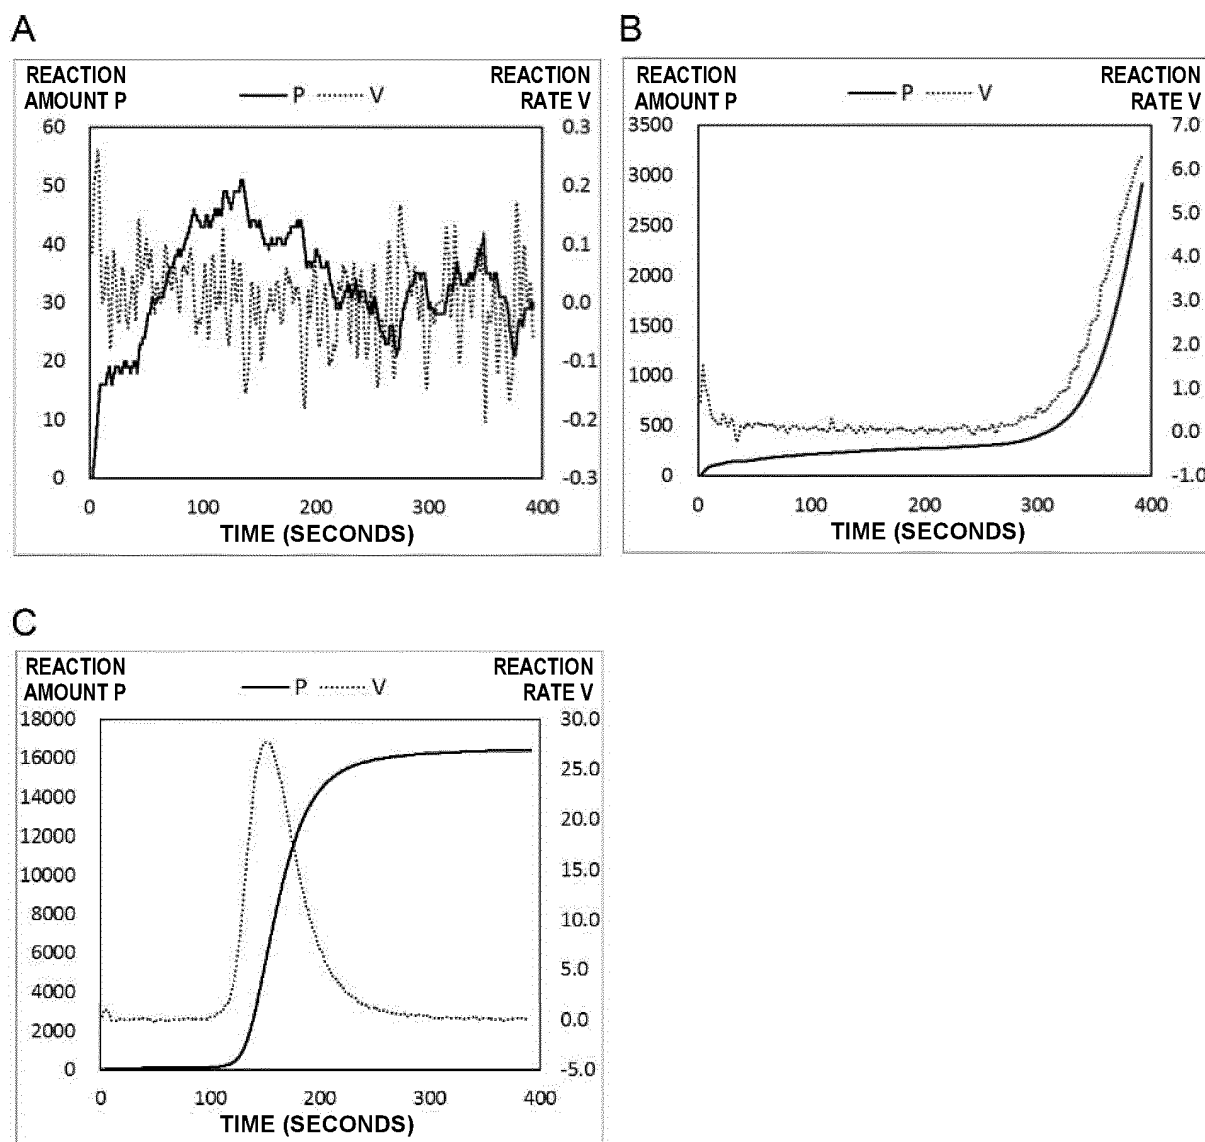 A
REACTION
AMOUNT P
P V
REACTION
RATE V
60
50
40
30
20
10
0
0.3
0.2
0.1
0.0
-0.1
-0.2
-0.3
0 100 200 300 400
TIME (SECONDS)
B
REACTION
AMOUNT P
P V
REACTION
RATE V
3500
3000
2500
2000
1500
1000
500
0
7.0
6.0
5.0
4.0
3.0
2.0
1.0
0.0
-1.0
0 100 200 300 400
TIME (SECONDS)
C
REACTION
AMOUNT P
P V
REACTION
RATE V
18000
16000
14000
12000
10000
8000
6000
4000
2000
0
30.0
25.0
20.0
15.0
10.0
5.0
0.0
-5.0
0 100 200 300 400
TIME (SECONDS)